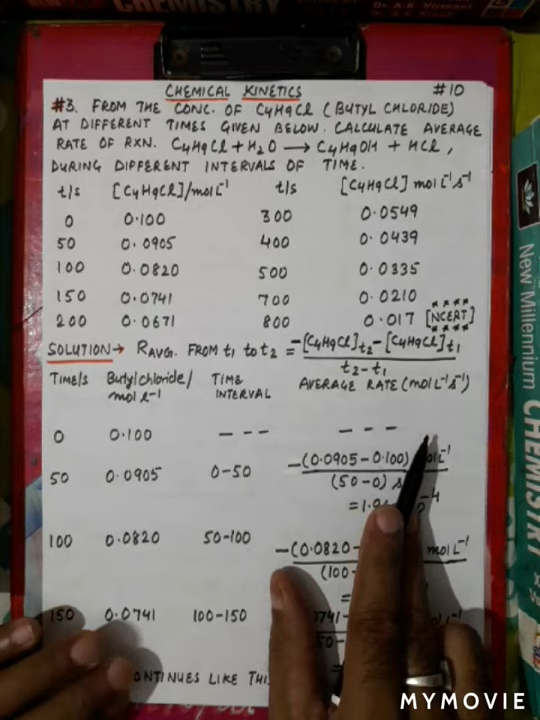 CHEMISTRY
Dr. A.K.
CHEMICAL KINETICS #10
#3. FROM THE CONC. OF C4H9Cl (BUTYL CHLORIDE)
AT DIFFERENT TIMES GIVEN BELOW. CALCULATE AVERAGE
RATE OF RXN. C4H9Cl + H2O → C4H9OH + HCl,
DURING DIFFERENT INTERVALS OF TIME.
t/s [C4H9Cl]/mol L⁻¹ t/s [C4H9Cl] mol L⁻¹ s⁻¹
0 0.100 300 0.0549
50 0.0905 400 0.0439
100 0.0820 500 0.0335
150 0.0741 700 0.0210
200 0.0671 800 0.017 [NCERT]
SOLUTION→ RAVG. FROM t1 to t2 = -[C4H9Cl]t2 - [C4H9Cl]t1
t2 - t1
TIME/s Butyl chloride/ TIME AVERAGE RATE (mol L⁻¹ s⁻¹)
mol l⁻¹ INTERVAL
0 0.100 - - - - - -
50 0.0905 0-50 -(0.0905-0.100) mol L⁻¹
(50-0) s
100 0.0820 50-100 -(0.0820- mol L⁻¹
(100-
150 0.0741 100-150
CONTINUES LIKE
New Millennium
MYMOVIE